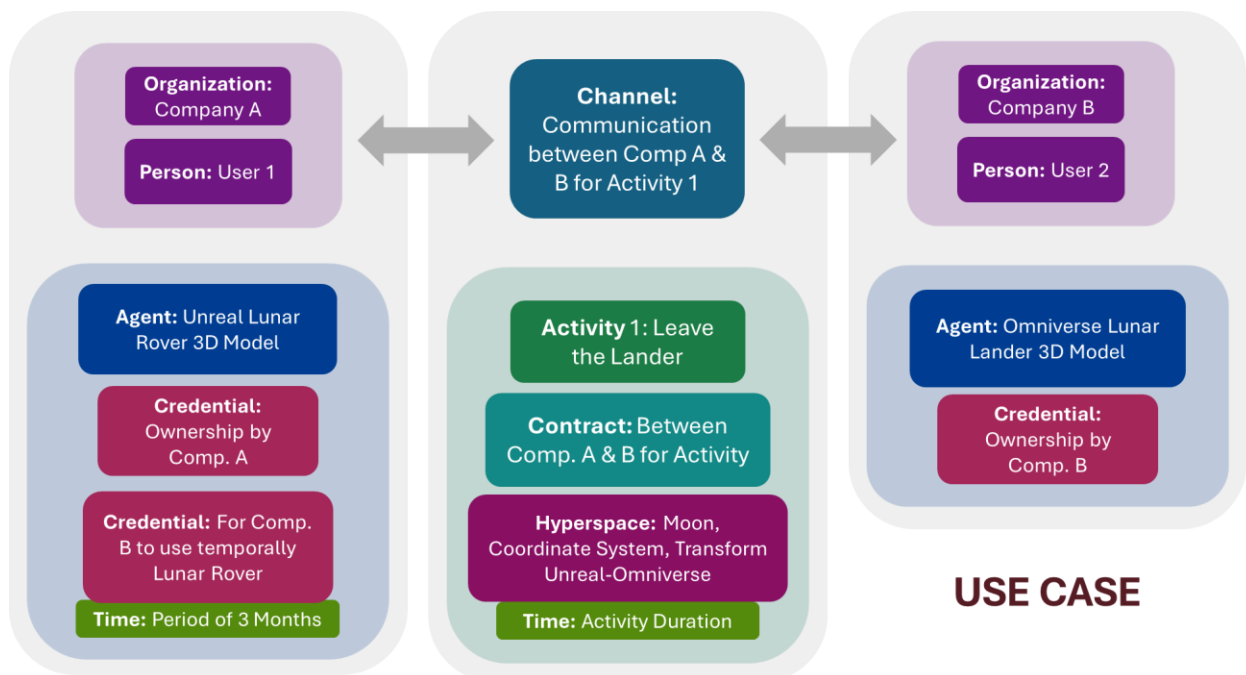 Organization:
Company A
Person: User 1
Agent: Unreal Lunar
Rover 3D Model
Credential:
Ownership by
Comp. A
Credential: For Comp.
B to use temporally
Lunar Rover
Time: Period of 3 Months
Channel:
Communication
between Comp A &
B for Activity 1
Activity 1: Leave
the Lander
Contract: Between
Comp. A & B for Activity
Hyperspace: Moon,
Coordinate System, Transform
Unreal-Omniverse
Time: Activity Duration
Organization:
Company B
Person: User 2
Agent: Omniverse Lunar
Lander 3D Model
Credential:
Ownership by
Comp. B
USE CASE